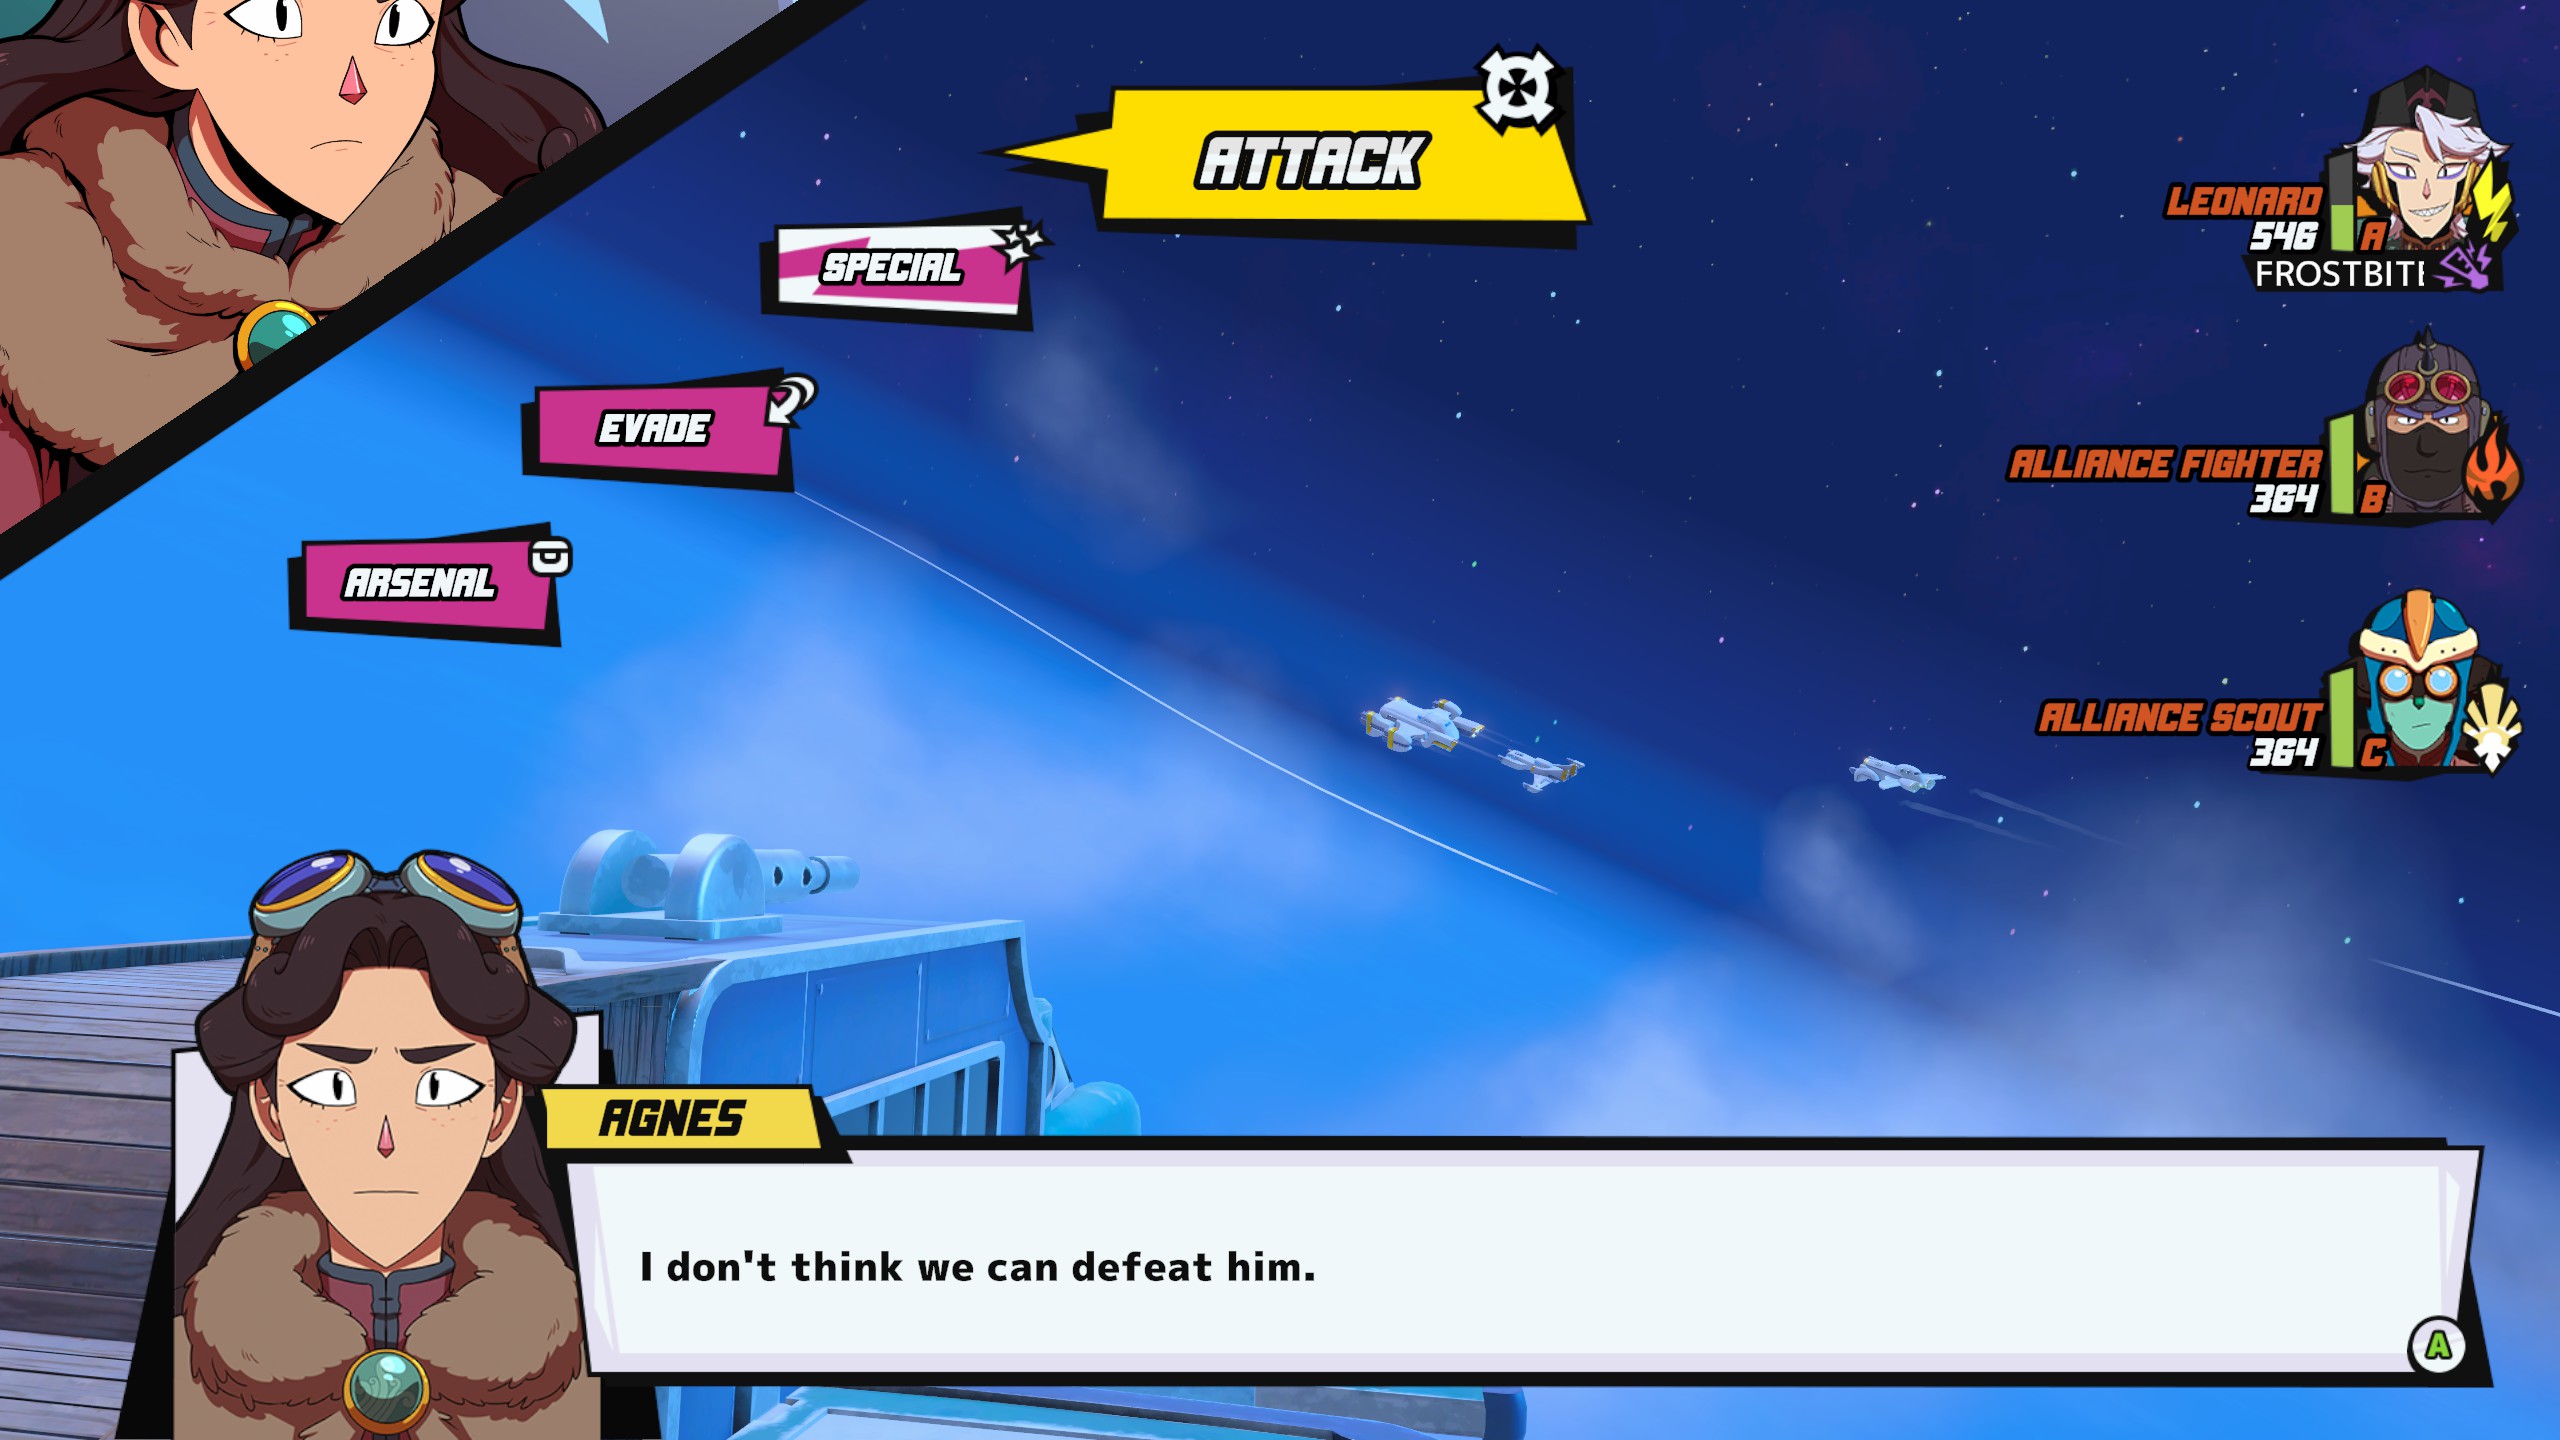 ATTACK
SPECIAL
EVADE
ARSENAL
LEONARD
546
A
FROSTBITE
ALLIANCE FIGHTER
364
B
ALLIANCE SCOUT
364
C
AGNES
I don't think we can defeat him.
A